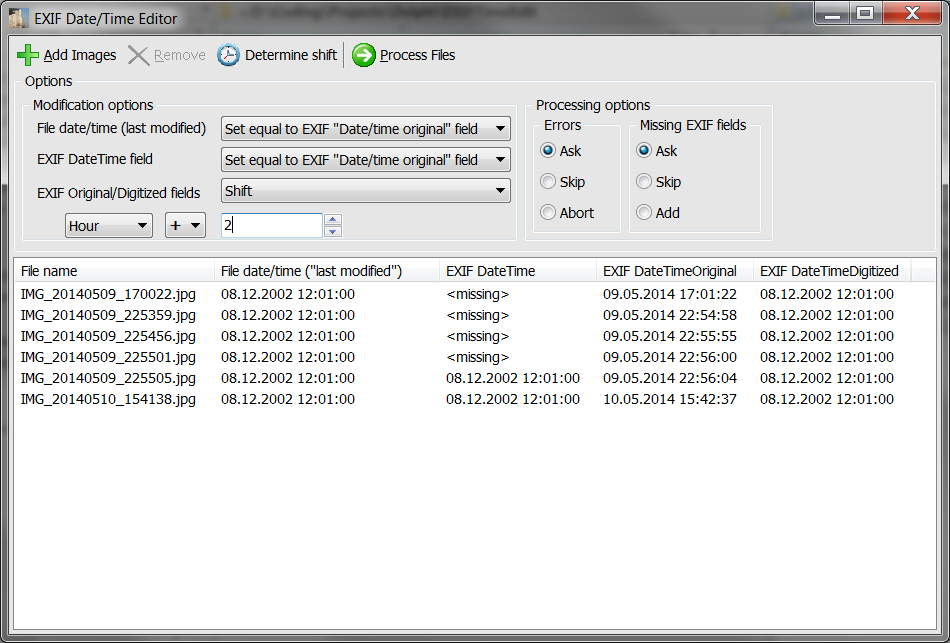 EXIF Date/Time Editor
Add Images Remove Determine shift Process Files
Options
Modification options
File date/time (last modified) Set equal to EXIF "Date/time original" field
EXIF DateTime field Set equal to EXIF "Date/time original" field
EXIF Original/Digitized fields Shift
Hour + 2
Processing options
Errors
Ask
Skip
Abort
Missing EXIF fields
Ask
Skip
Add
File name File date/time ("last modified") EXIF DateTime EXIF DateTimeOriginal EXIF DateTimeDigitized
IMG_20140509_170022.jpg 08.12.2002 12:01:00 <missing> 09.05.2014 17:01:22 08.12.2002 12:01:00
IMG_20140509_225359.jpg 08.12.2002 12:01:00 <missing> 09.05.2014 22:54:58 08.12.2002 12:01:00
IMG_20140509_225456.jpg 08.12.2002 12:01:00 <missing> 09.05.2014 22:55:55 08.12.2002 12:01:00
IMG_20140509_225501.jpg 08.12.2002 12:01:00 <missing> 09.05.2014 22:56:00 08.12.2002 12:01:00
IMG_20140509_225505.jpg 08.12.2002 12:01:00 08.12.2002 12:01:00 09.05.2014 22:56:04 08.12.2002 12:01:00
IMG_20140510_154138.jpg 08.12.2002 12:01:00 08.12.2002 12:01:00 10.05.2014 15:42:37 08.12.2002 12:01:00